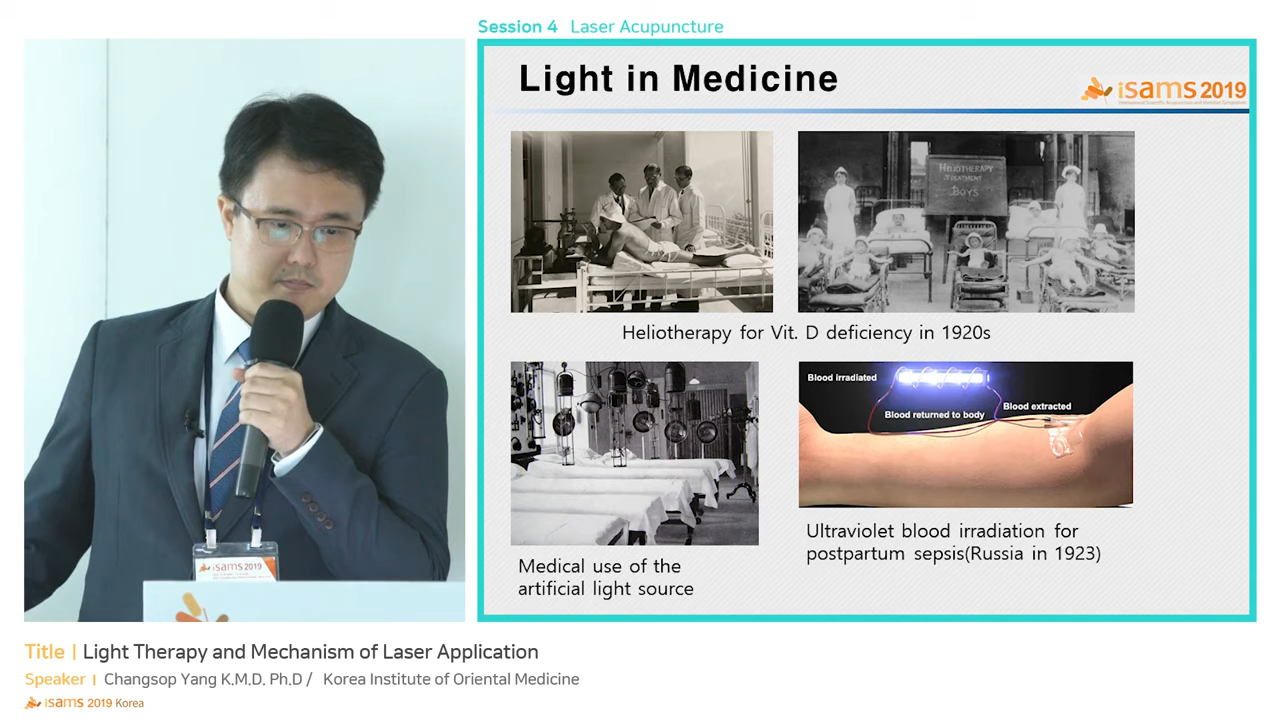 Session 4 Laser Acupuncture
Light in Medicine
isams 2019
HELIOTHERAPY
TREATMENT
BOYS
Heliotherapy for Vit. D deficiency in 1920s
Blood irradiated
Blood returned to body
Blood extracted
Medical use of the
artificial light source
Ultraviolet blood irradiation for
postpartum sepsis(Russia in 1923)
isams 2019
Title | Light Therapy and Mechanism of Laser Application
Speaker | Changsop Yang K.M.D. Ph.D / Korea Institute of Oriental Medicine
isams 2019 Korea